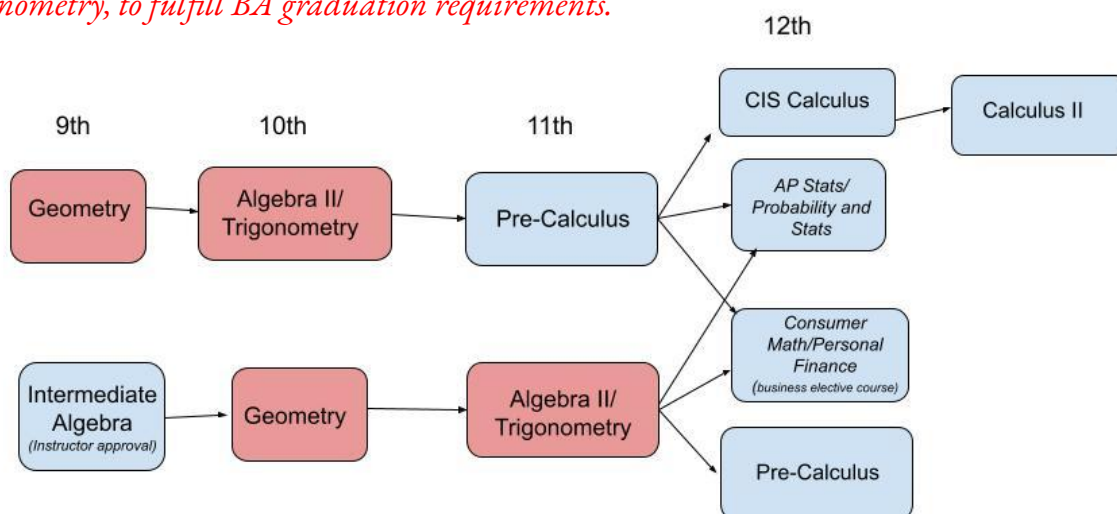 nometry, to fulfill BA graduation requirements.
12th
9th
10th
11th
CIS Calculus
Calculus II
Geometry
Algebra II/
Trigonometry
Pre-Calculus
AP Stats/
Probability and
Stats
Consumer
Math/Personal
Finance
(business elective course)
Intermediate
Algebra
(Instructor approval)
Geometry
Algebra II/
Trigonometry
Pre-Calculus